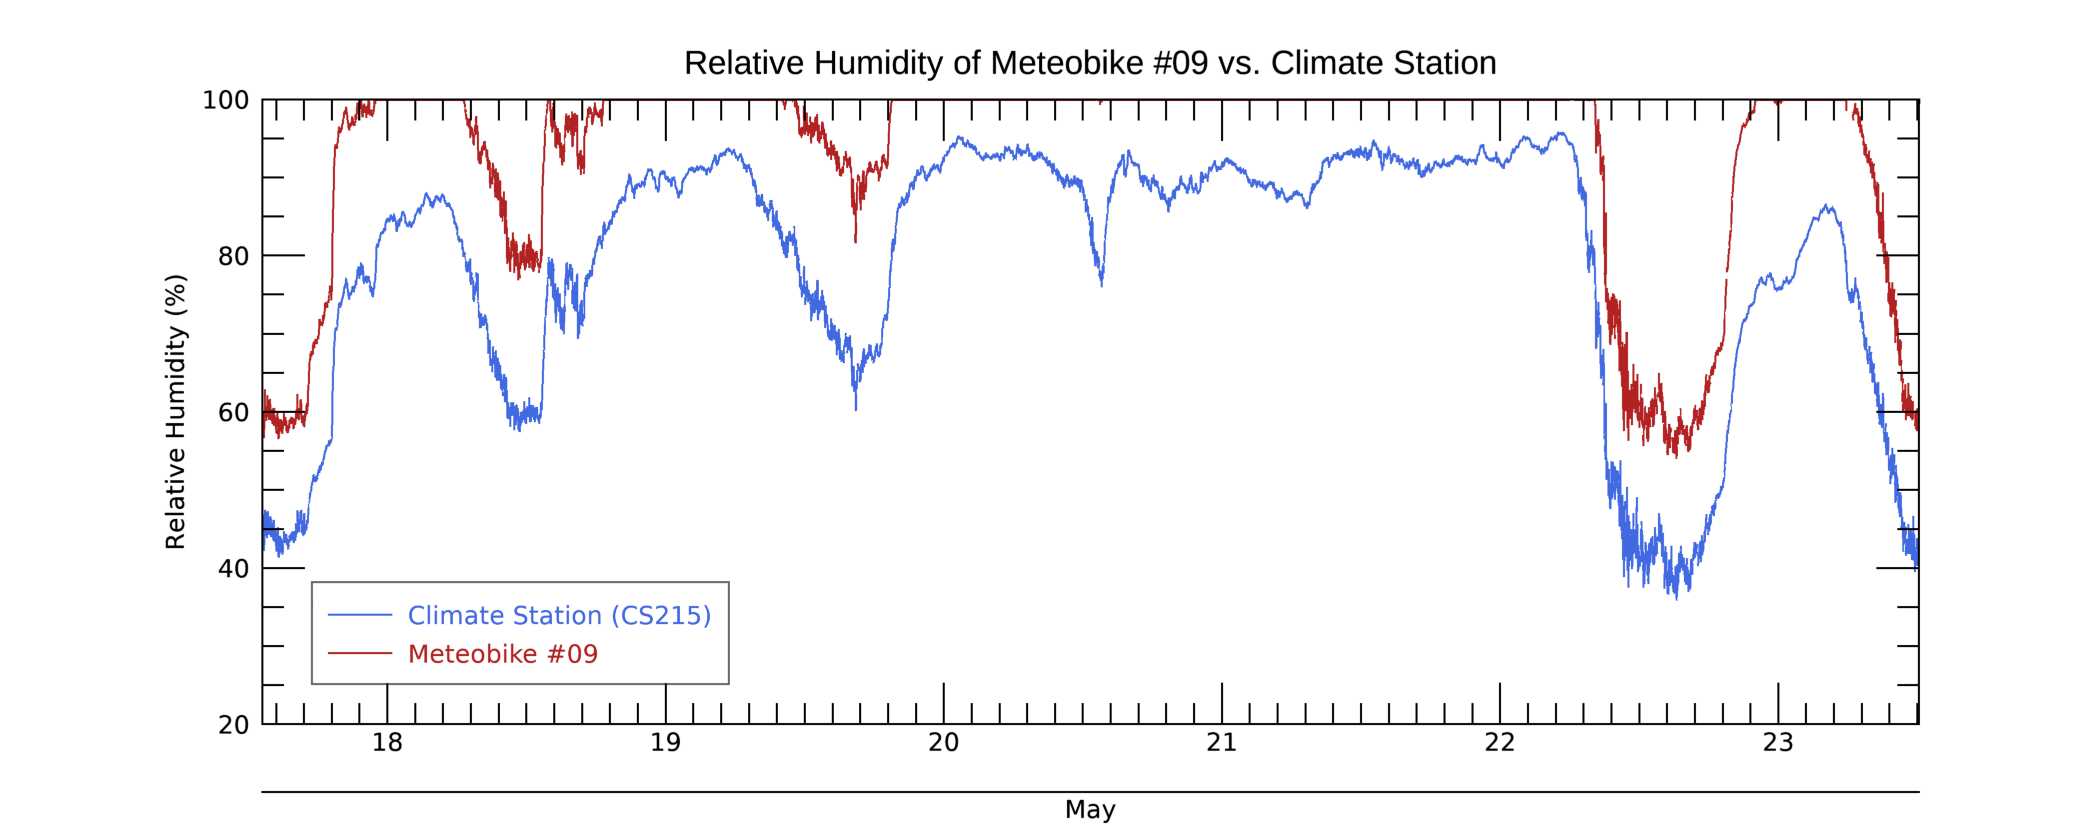 Relative Humidity of Meteobike #09 vs. Climate Station
Relative Humidity (%)
100
80
60
40
20
Climate Station (CS215)
Meteobike #09
18 19 20 21 22 23
May